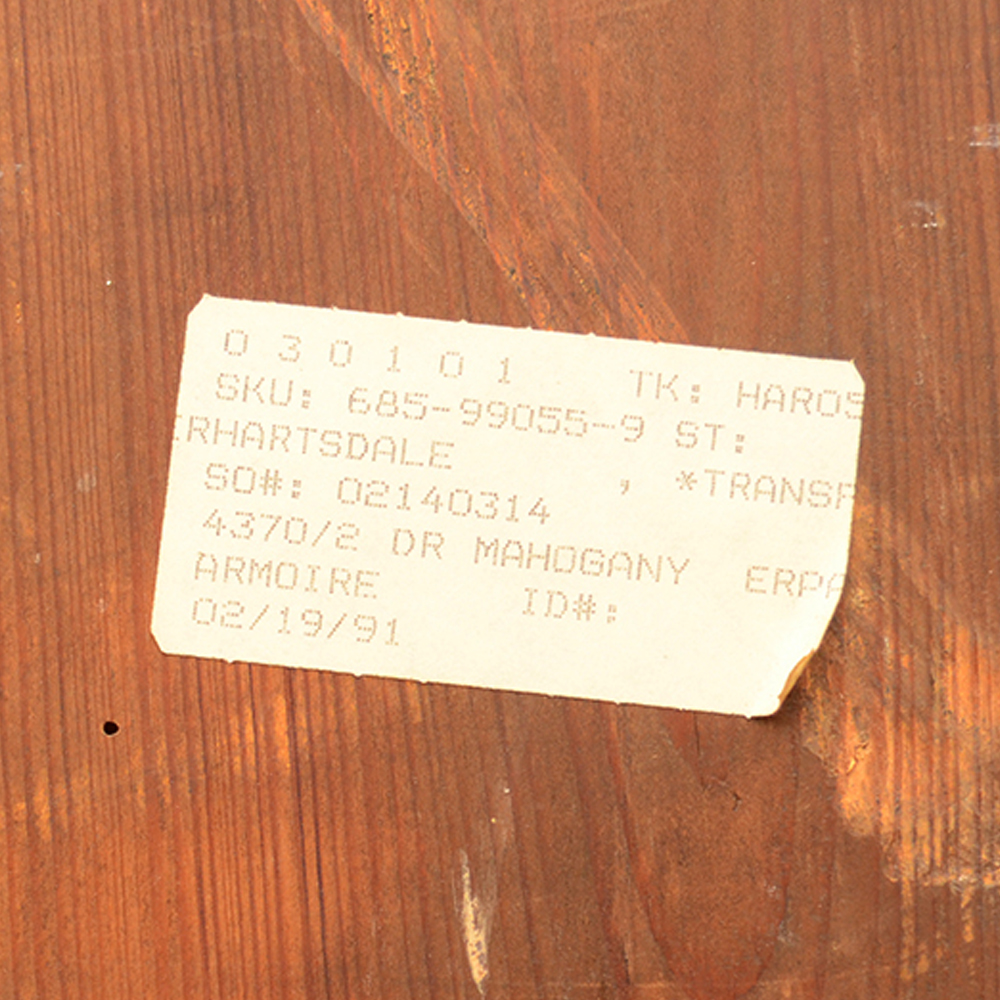 0 3 0 1 0 1 TK: HAROS
SKU: 685-99055-9 ST:
RHARTSDALE , *TRANSF
SO#: 02140314
4370/2 DR MAHOGANY ERPA
ARMOIRE ID#:
02/19/91